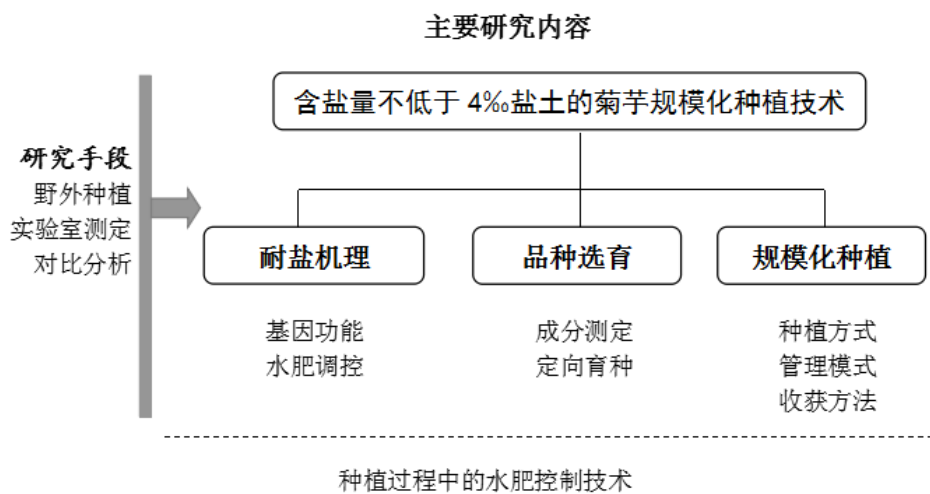 主要研究内容
含盐量不低于 4‰盐土的菊芋规模化种植技术
研究手段
野外种植
实验室测定
对比分析
耐盐机理
品种选育
规模化种植
基因功能
水肥调控
成分测定
定向育种
种植方式
管理模式
收获方法
种植过程中的水肥控制技术